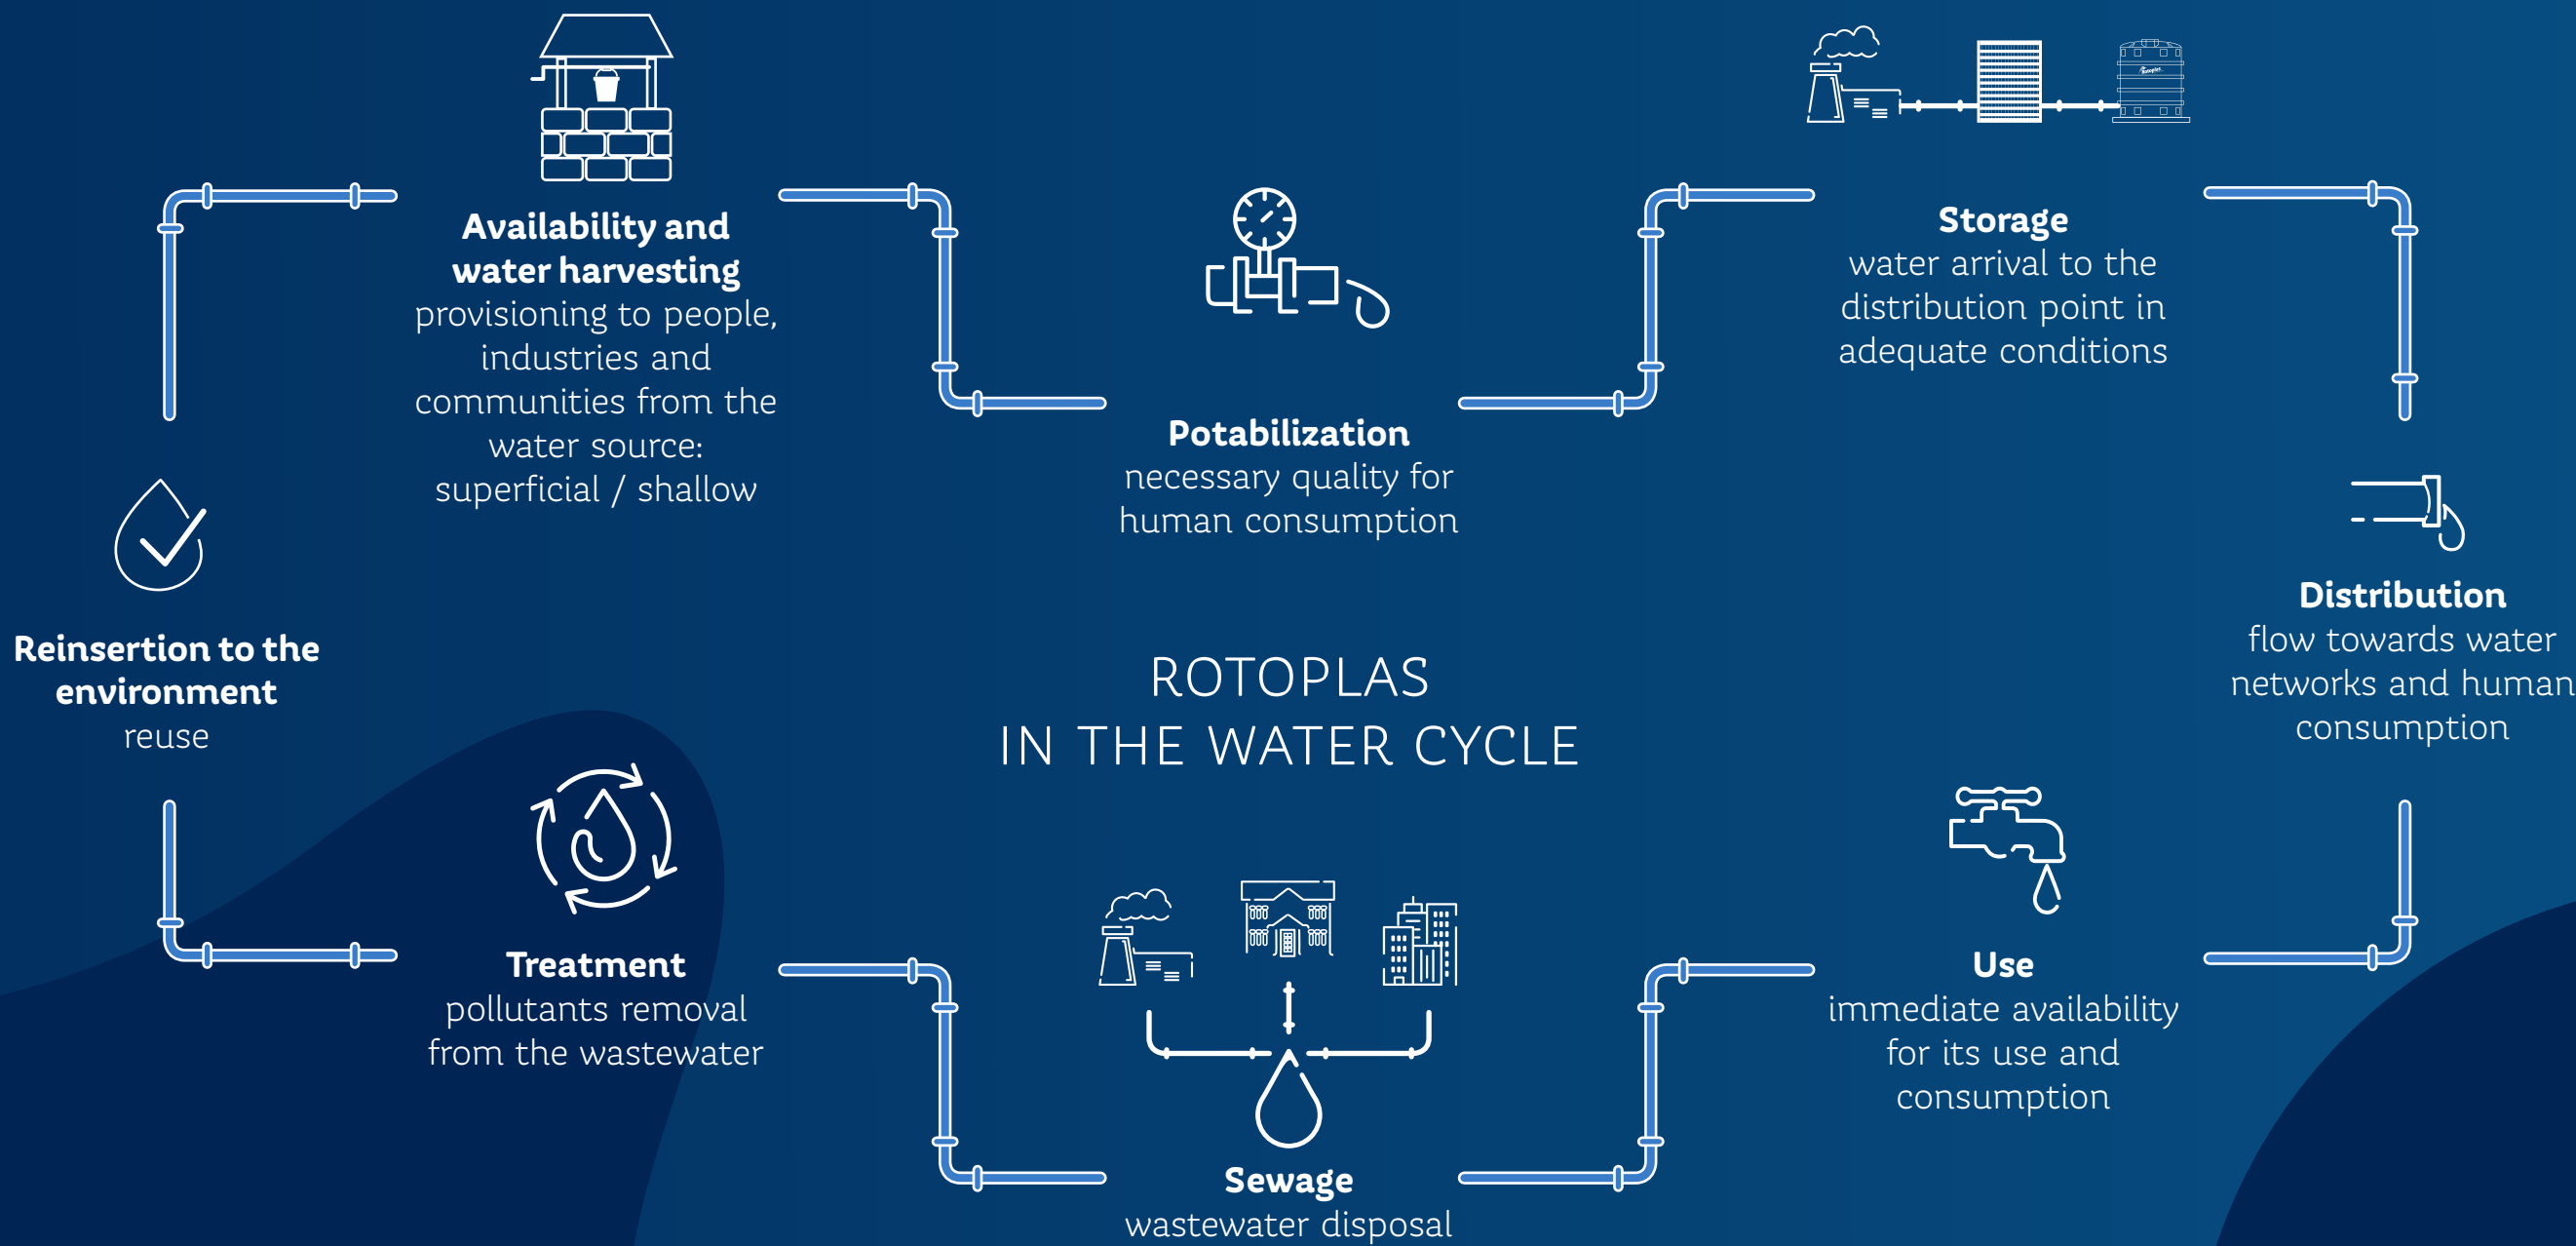 Availability and
water harvesting
provisioning to people,
industries and
communities from the
water source:
superficial / shallow
Potabilization
necessary quality for
human consumption
Rotoplas
Storage
water arrival to the
distribution point in
adequate conditions
Distribution
flow towards water
networks and human
consumption
ROTOPLAS
IN THE WATER CYCLE
Use
immediate availability
for its use and
consumption
Sewage
wastewater disposal
Treatment
pollutants removal
from the wastewater
Reinsertion to the
environment
reuse